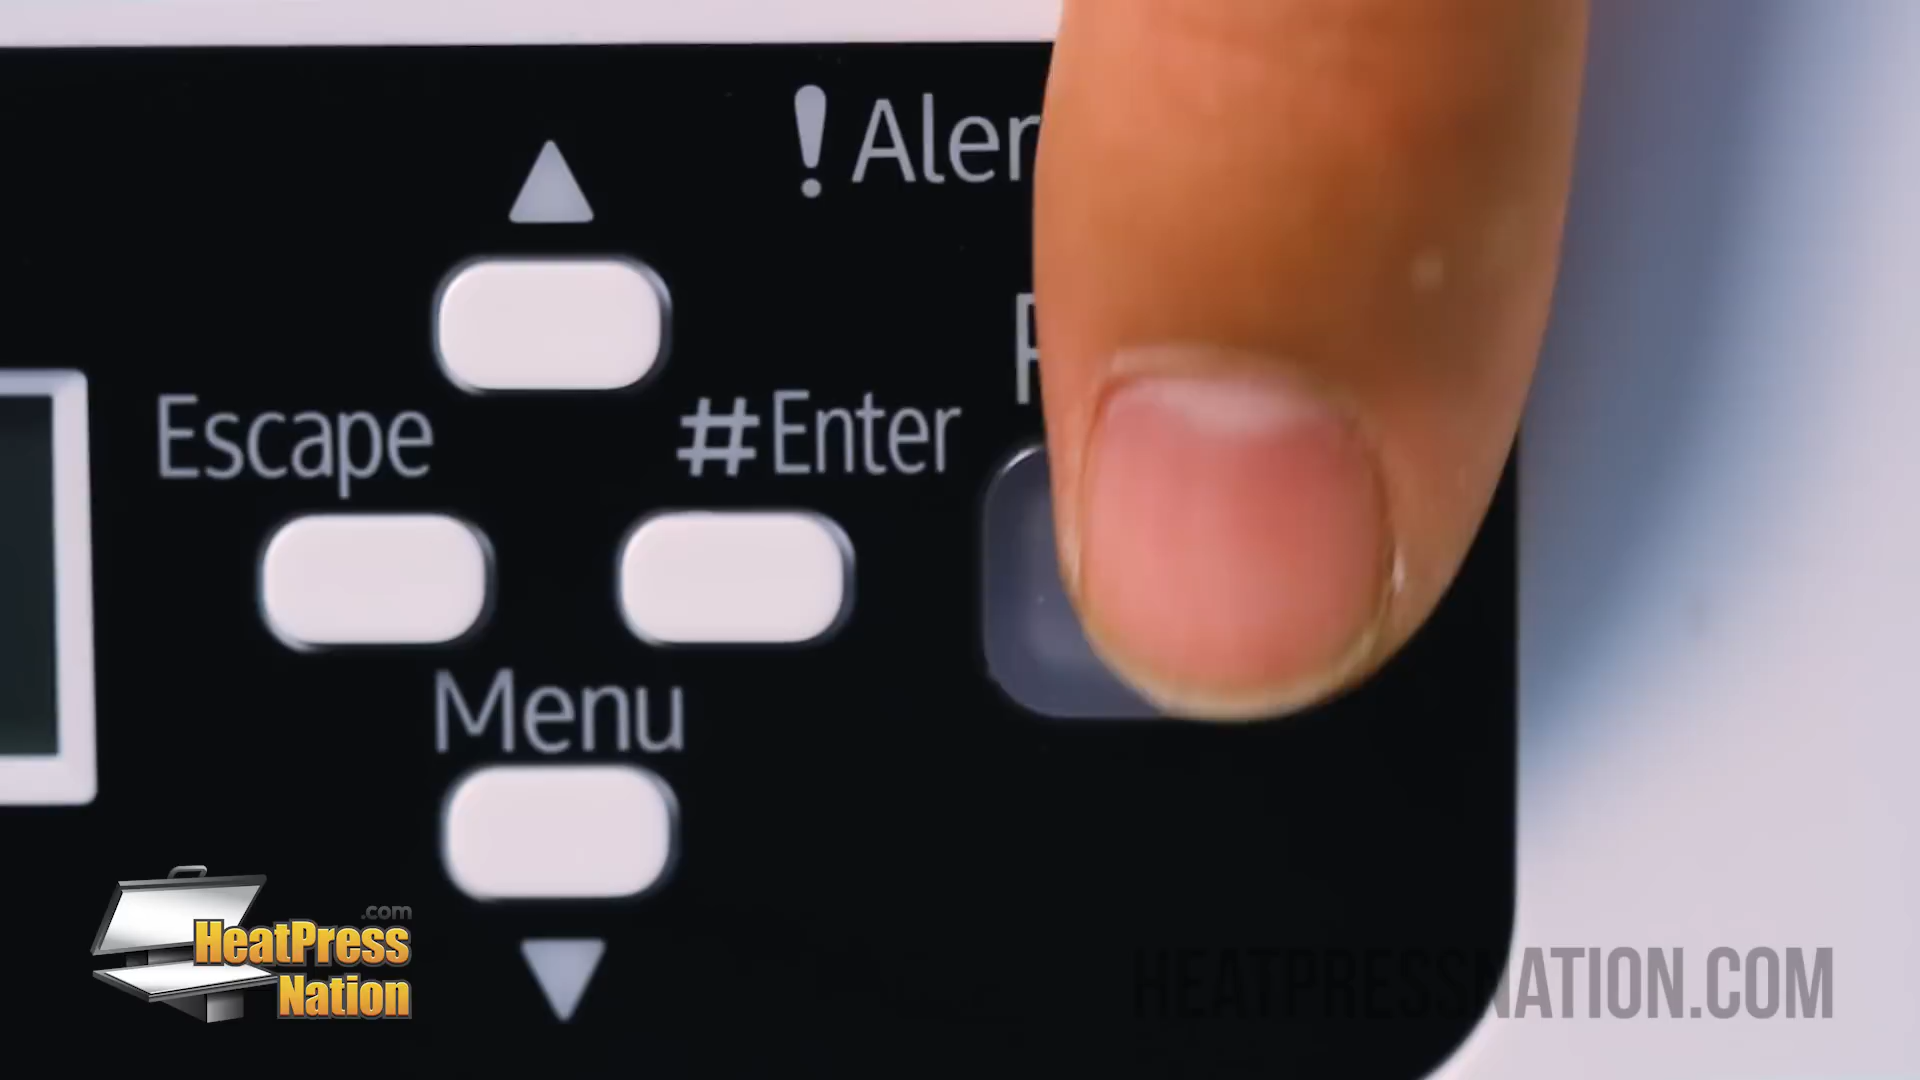 !Aler
Escape
#Enter
Menu
.com
HeatPress
Nation
HEATPRESSNATION.COM